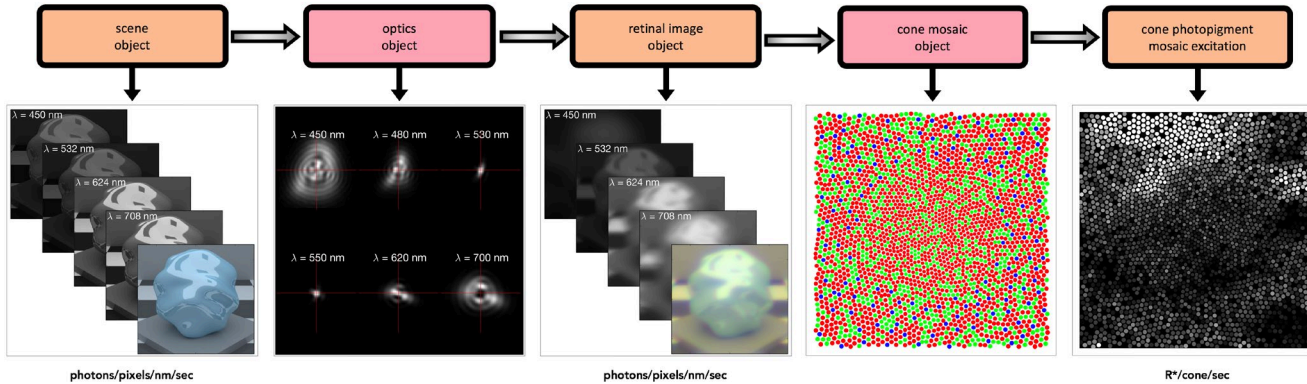 scene
object
optics
object
retinal image
object
cone mosaic
object
cone photopigment
mosaic excitation
λ = 450 nm
λ = 532 nm
λ = 624 nm
λ = 708 nm
λ = 450 nm
λ = 480 nm
λ = 530 nm
λ = 550 nm
λ = 620 nm
λ = 700 nm
λ = 450 nm
λ = 532 nm
λ = 624 nm
λ = 708 nm
photons/pixels/nm/sec
photons/pixels/nm/sec
R*/cone/sec